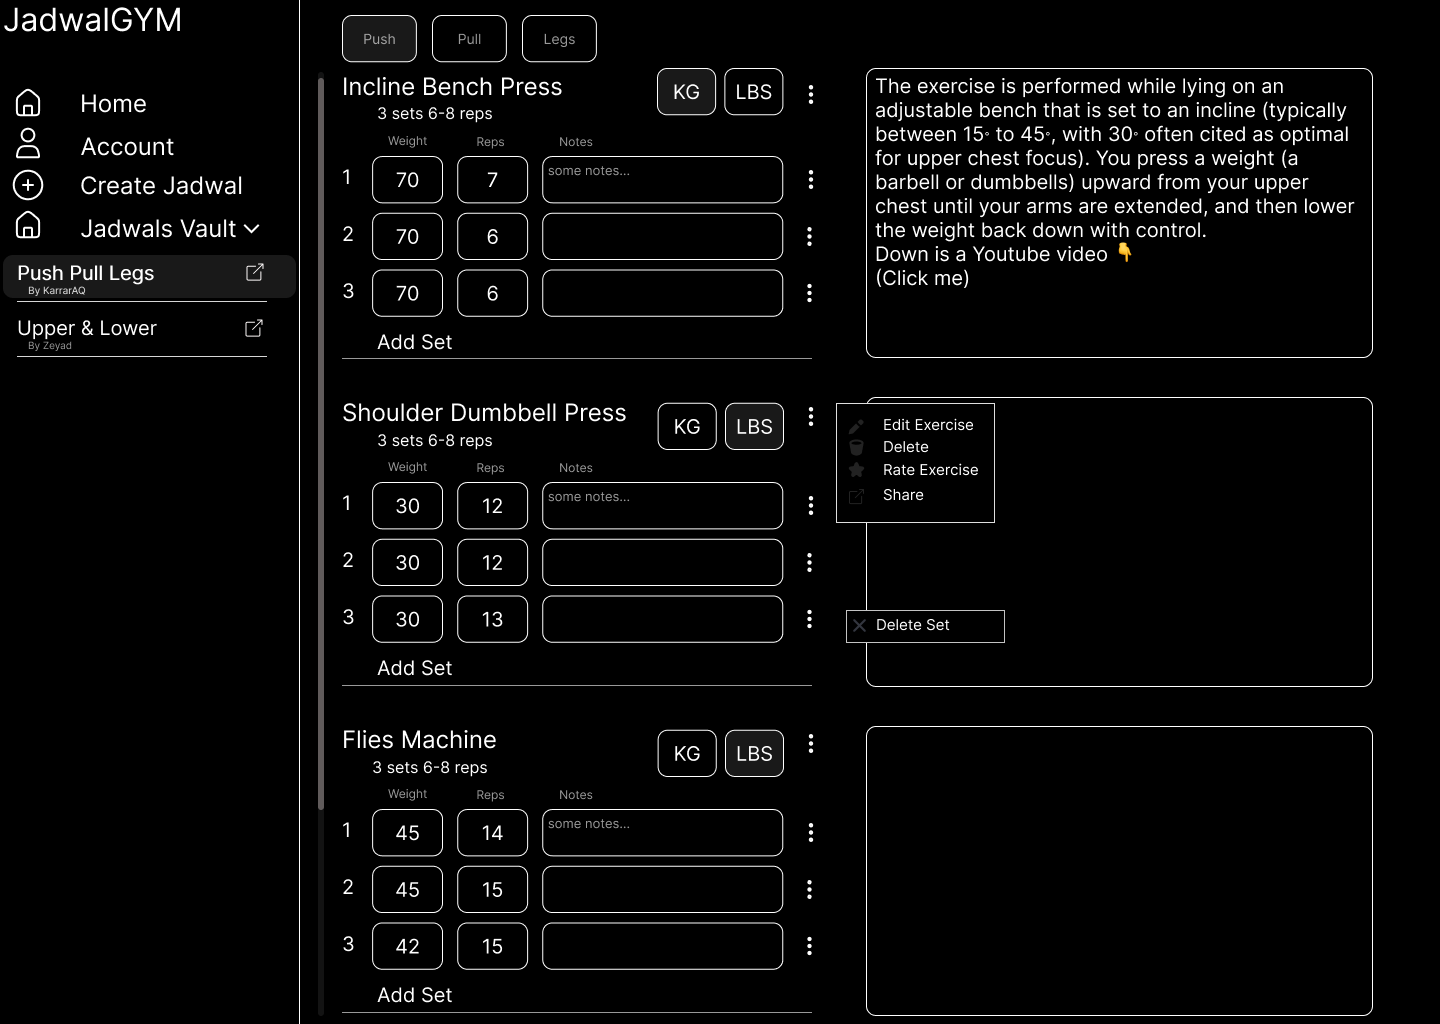 JadwalGYM
Home
Account
Create Jadwal
Jadwals Vault
Push Pull Legs
By KarrarAQ
Upper & Lower
By Zeyad
Push Pull Legs
Incline Bench Press KG LBS
3 sets 6-8 reps
Weight Reps Notes
1 70 7 some notes...
2 70 6
3 70 6
Add Set
The exercise is performed while lying on an
adjustable bench that is set to an incline (typically
between 15° to 45°, with 30° often cited as optimal
for upper chest focus). You press a weight (a
barbell or dumbbells) upward from your upper
chest until your arms are extended, and then lower
the weight back down with control.
Down is a Youtube video 👇
(Click me)
Shoulder Dumbbell Press KG LBS
3 sets 6-8 reps
Weight Reps Notes
1 30 12 some notes...
2 30 12
3 30 13
Add Set
Edit Exercise
Delete
Rate Exercise
Share
Delete Set
Flies Machine KG LBS
3 sets 6-8 reps
Weight Reps Notes
1 45 14 some notes...
2 45 15
3 42 15
Add Set